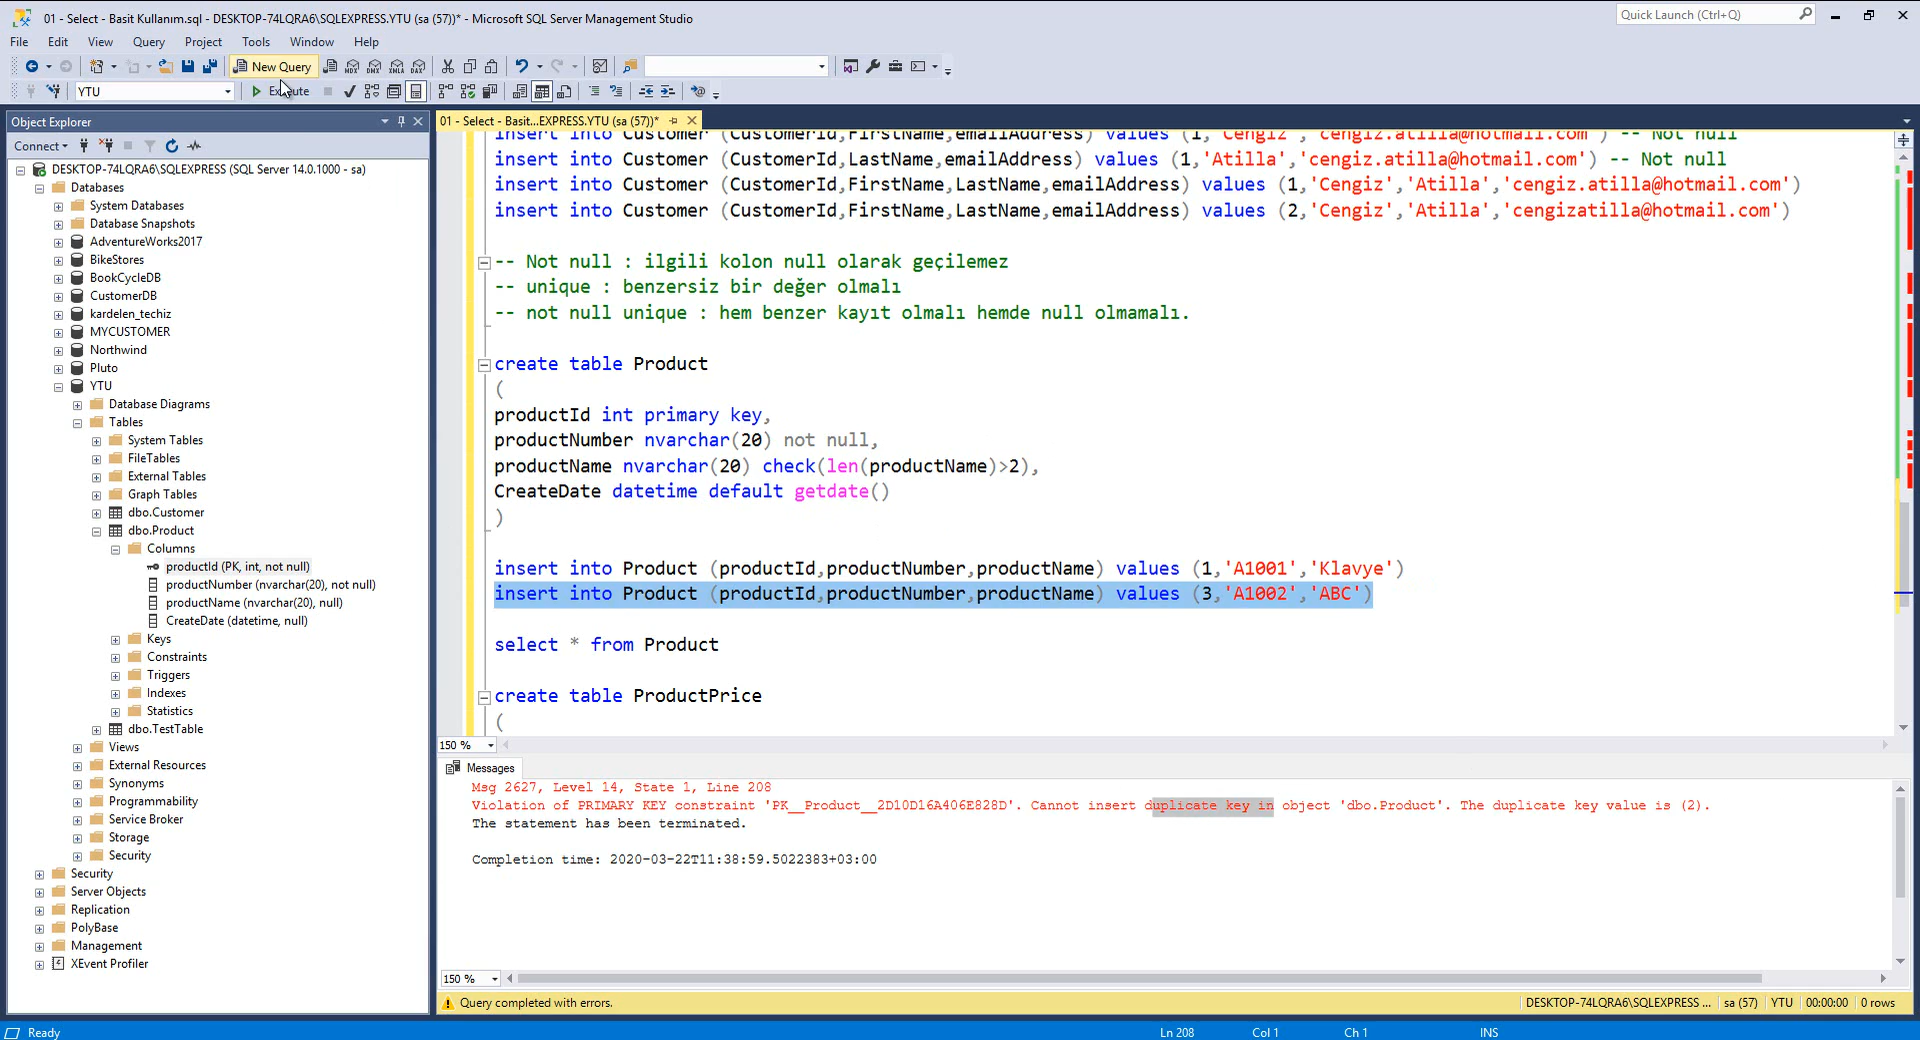 01 - Select - Basit Kullanım.sql - DESKTOP-74LQRA6\SQLEXPRESS.YTU (sa (57))* - Microsoft SQL Server Management Studio
Quick Launch (Ctrl+Q)
File Edit View Query Project Tools Window Help
New Query
YTU
Execute
Object Explorer
01 - Select - Basit...EXPRESS.YTU (sa (57))*
Connect
DESKTOP-74LQRA6\SQLEXPRESS (SQL Server 14.0.1000 - sa)
Databases
System Databases
Database Snapshots
AdventureWorks2017
BikeStores
BookCycleDB
CustomerDB
kardelen_techiz
MYCUSTOMER
Northwind
Pluto
YTU
Database Diagrams
Tables
System Tables
FileTables
External Tables
Graph Tables
dbo.Customer
dbo.Product
Columns
productId (PK, int, not null)
productNumber (nvarchar(20), not null)
productName (nvarchar(20), null)
CreateDate (datetime, null)
Keys
Constraints
Triggers
Indexes
Statistics
dbo.TestTable
Views
External Resources
Synonyms
Programmability
Service Broker
Storage
Security
Security
Server Objects
Replication
PolyBase
Management
XEvent Profiler
insert into Customer (CustomerId,FirstName,emailAddress) values (1,'Cengiz','cengiz.atilla@hotmail.com') -- Not null
insert into Customer (CustomerId,LastName,emailAddress) values (1,'Atilla','cengiz.atilla@hotmail.com') -- Not null
insert into Customer (CustomerId,FirstName,LastName,emailAddress) values (1,'Cengiz','Atilla','cengiz.atilla@hotmail.com')
insert into Customer (CustomerId,FirstName,LastName,emailAddress) values (2,'Cengiz','Atilla','cengizatilla@hotmail.com')
-- Not null : ilgili kolon null olarak geçilemez
-- unique : benzersiz bir değer olmalı
-- not null unique : hem benzer kayıt olmalı hemde null olmamalı.
create table Product
(
productId int primary key,
productNumber nvarchar(20) not null,
productName nvarchar(20) check(len(productName)>2),
CreateDate datetime default getdate()
)
insert into Product (productId,productNumber,productName) values (1,'A1001','Klavye')
insert into Product (productId,productNumber,productName) values (3,'A1002','ABC')
select * from Product
create table ProductPrice
(
150 %
Messages
Msg 2627, Level 14, State 1, Line 208
Violation of PRIMARY KEY constraint 'PK__Product__2D10D16A406E828D'. Cannot insert duplicate key in object 'dbo.Product'. The duplicate key value is (2).
The statement has been terminated.
Completion time: 2020-03-22T11:38:59.5022383+03:00
150 %
Query completed with errors.
DESKTOP-74LQRA6\SQLEXPRESS ... sa (57) YTU 00:00:00 0 rows
Ready
Ln 208 Col 1 Ch 1 INS